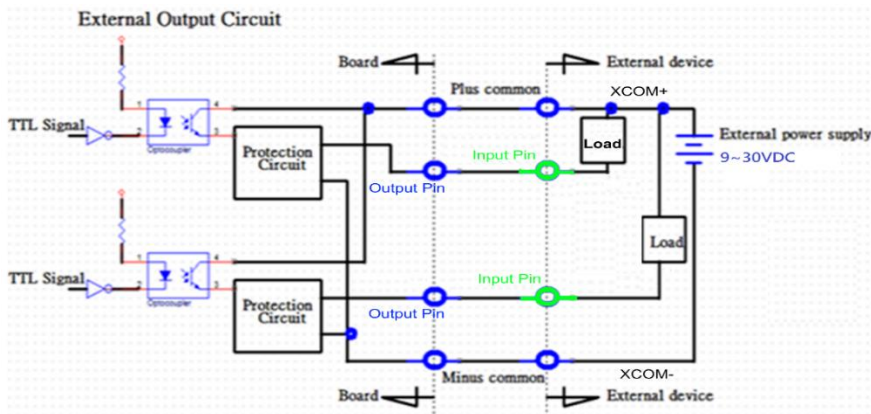 External Output Circuit
Board
External device
Plus common
XCOM+
1
4
TTL Signal
2
3
Optocoupler
Protection
Circuit
Load
External power supply
9~30VDC
Input Pin
Output Pin
Load
1
4
TTL Signal
2
3
Optocoupler
Protection
Circuit
Input Pin
Output Pin
Minus common
XCOM-
Board
External device